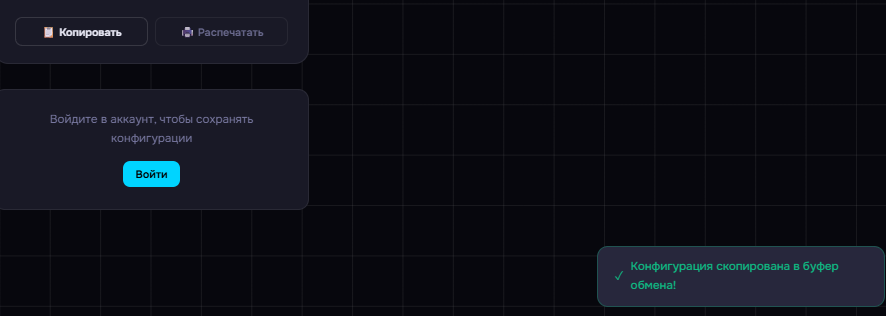 Копировать
Распечатать
Войдите в аккаунт, чтобы сохранять
конфигурации
Войти
Конфигурация скопирована в буфер
обмена!